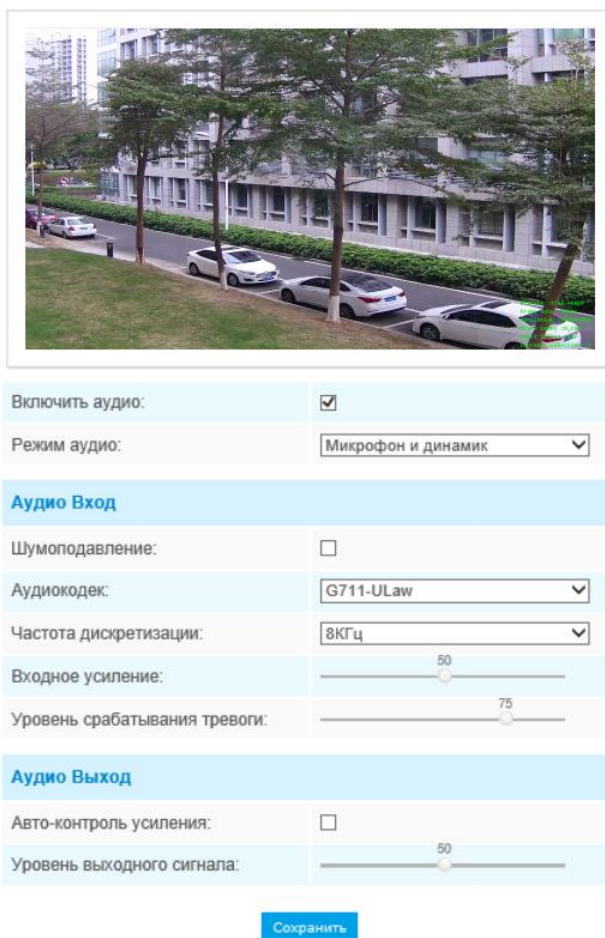 Включить аудио:
Режим аудио: Микрофон и динамик
Аудио Вход
Шумоподавление:
Аудиокодек: G711-ULaw
Частота дискретизации: 8КГц
50
Входное усиление:
75
Уровень срабатывания тревоги:
Аудио Выход
Авто-контроль усиления:
50
Уровень выходного сигнала:
Сохранить